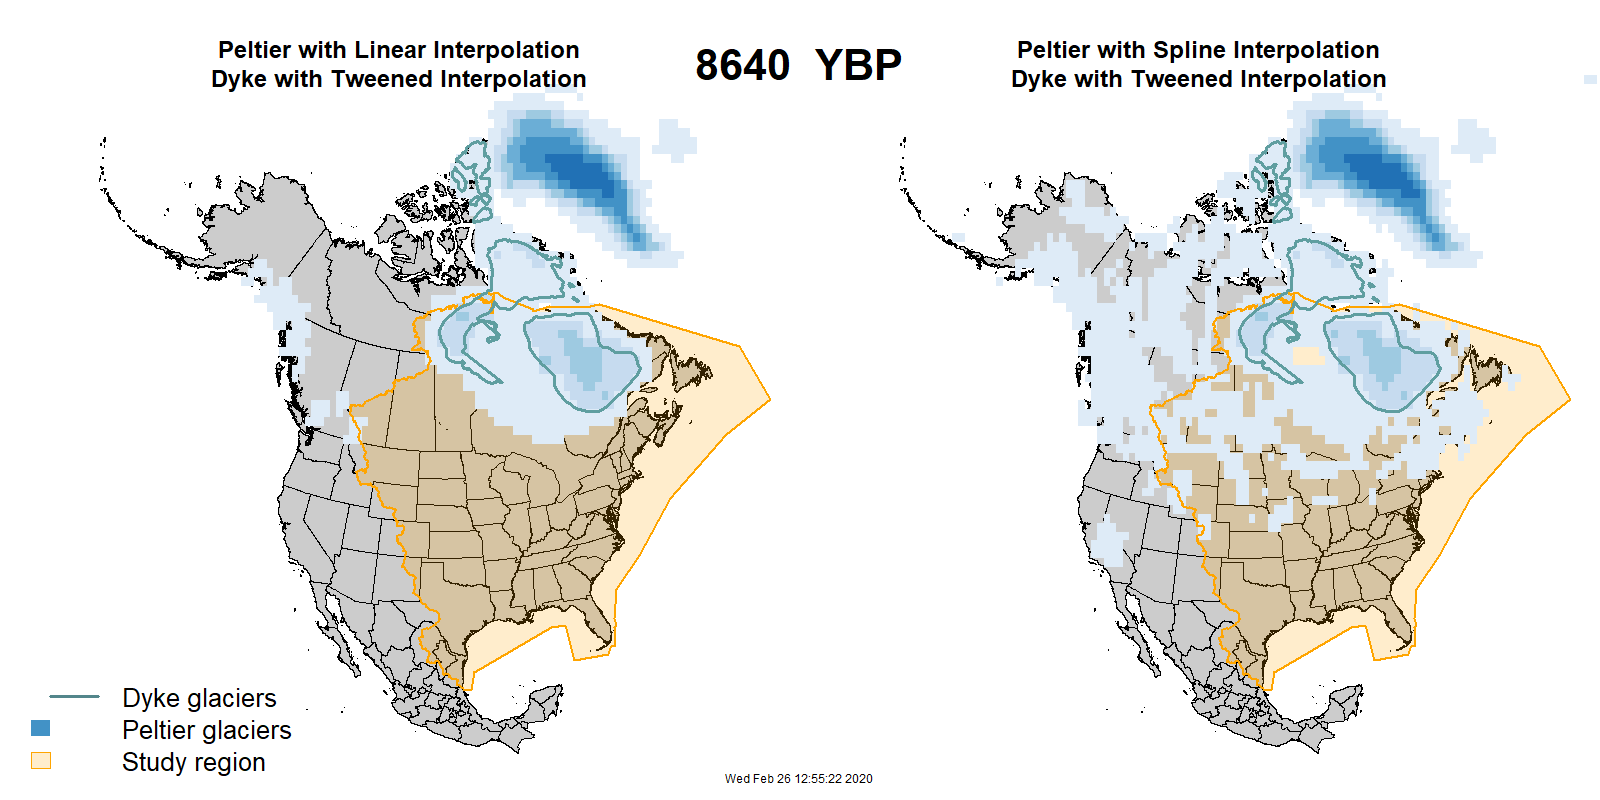 Peltier with Linear Interpolation
Dyke with Tweened Interpolation
8640 YBP
Peltier with Spline Interpolation
Dyke with Tweened Interpolation
Dyke glaciers
Peltier glaciers
Study region
Wed Feb 26 12:55:22 2020